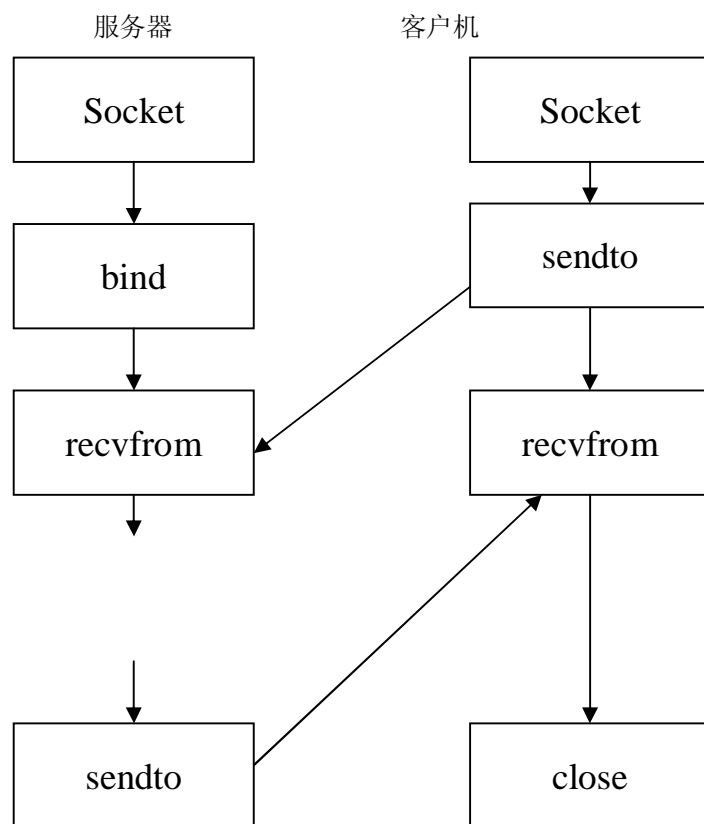 服务器 客户机
Socket Socket
bind sendto
recvfrom recvfrom
sendto close